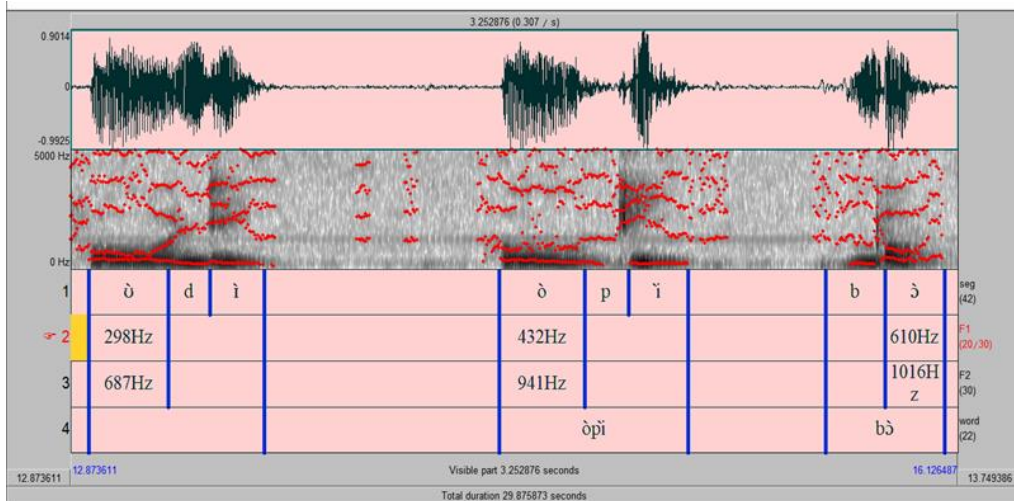 3.252876 (0.307 / s)
0.9014
0
-0.9925
5000 Hz
0 Hz
1 ʊ̀ d ì ò p ǐ b ɔ̀ seg (42)
2 298Hz 432Hz 610Hz F1 (20/30)
3 687Hz 941Hz 1016H
z F2 (30)
4 òpǐ bɔ̀ word (22)
12.873611 12.873611 Visible part 3.252876 seconds 16.126487 13.749386
Total duration 29.875873 seconds